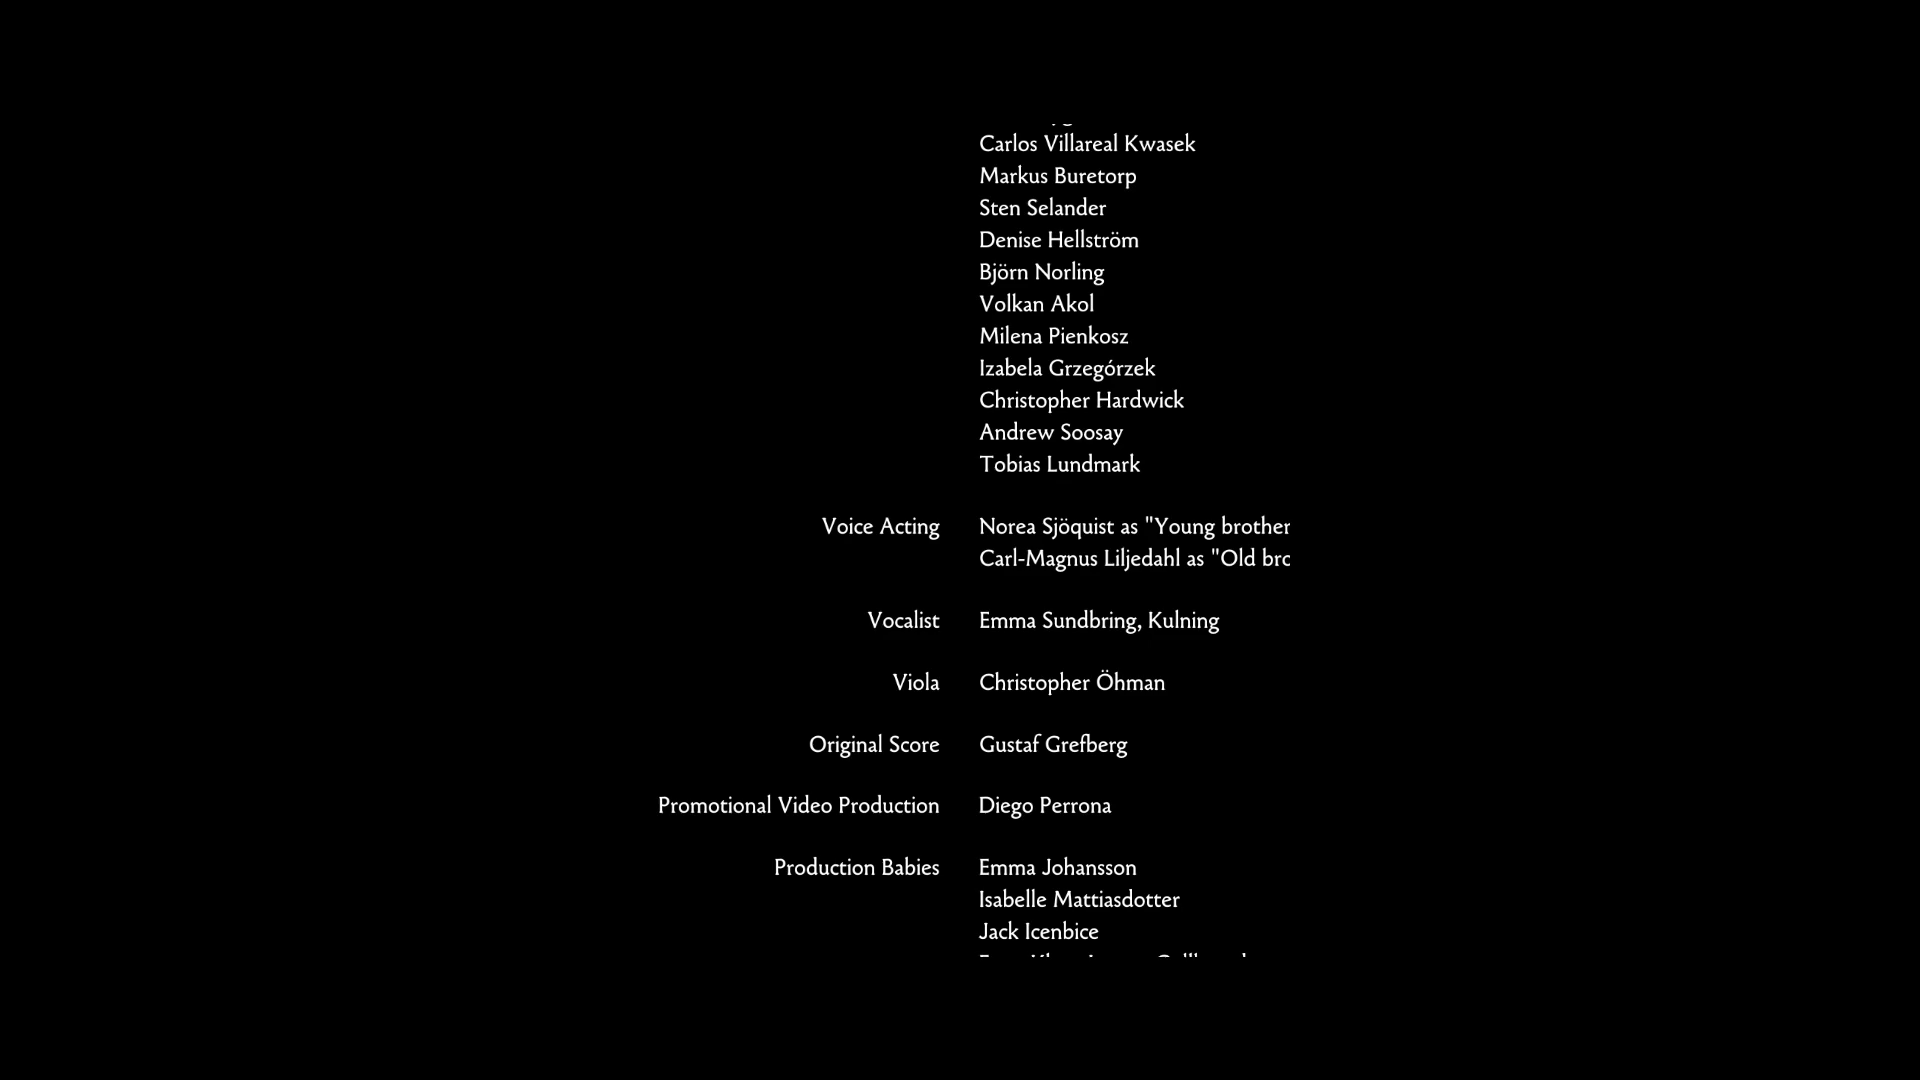 Carlos Villareal Kwasek
Markus Buretorp
Sten Selander
Denise Hellström
Björn Norling
Volkan Akol
Milena Pienkosz
Izabela Grzegórzek
Christopher Hardwick
Andrew Soosay
Tobias Lundmark
Voice Acting Norea Sjöquist as "Young brother
Carl-Magnus Liljedahl as "Old bro
Vocalist Emma Sundbring, Kulning
Viola Christopher Öhman
Original Score Gustaf Grefberg
Promotional Video Production Diego Perrona
Production Babies Emma Johansson
Isabelle Mattiasdotter
Jack Icenbice